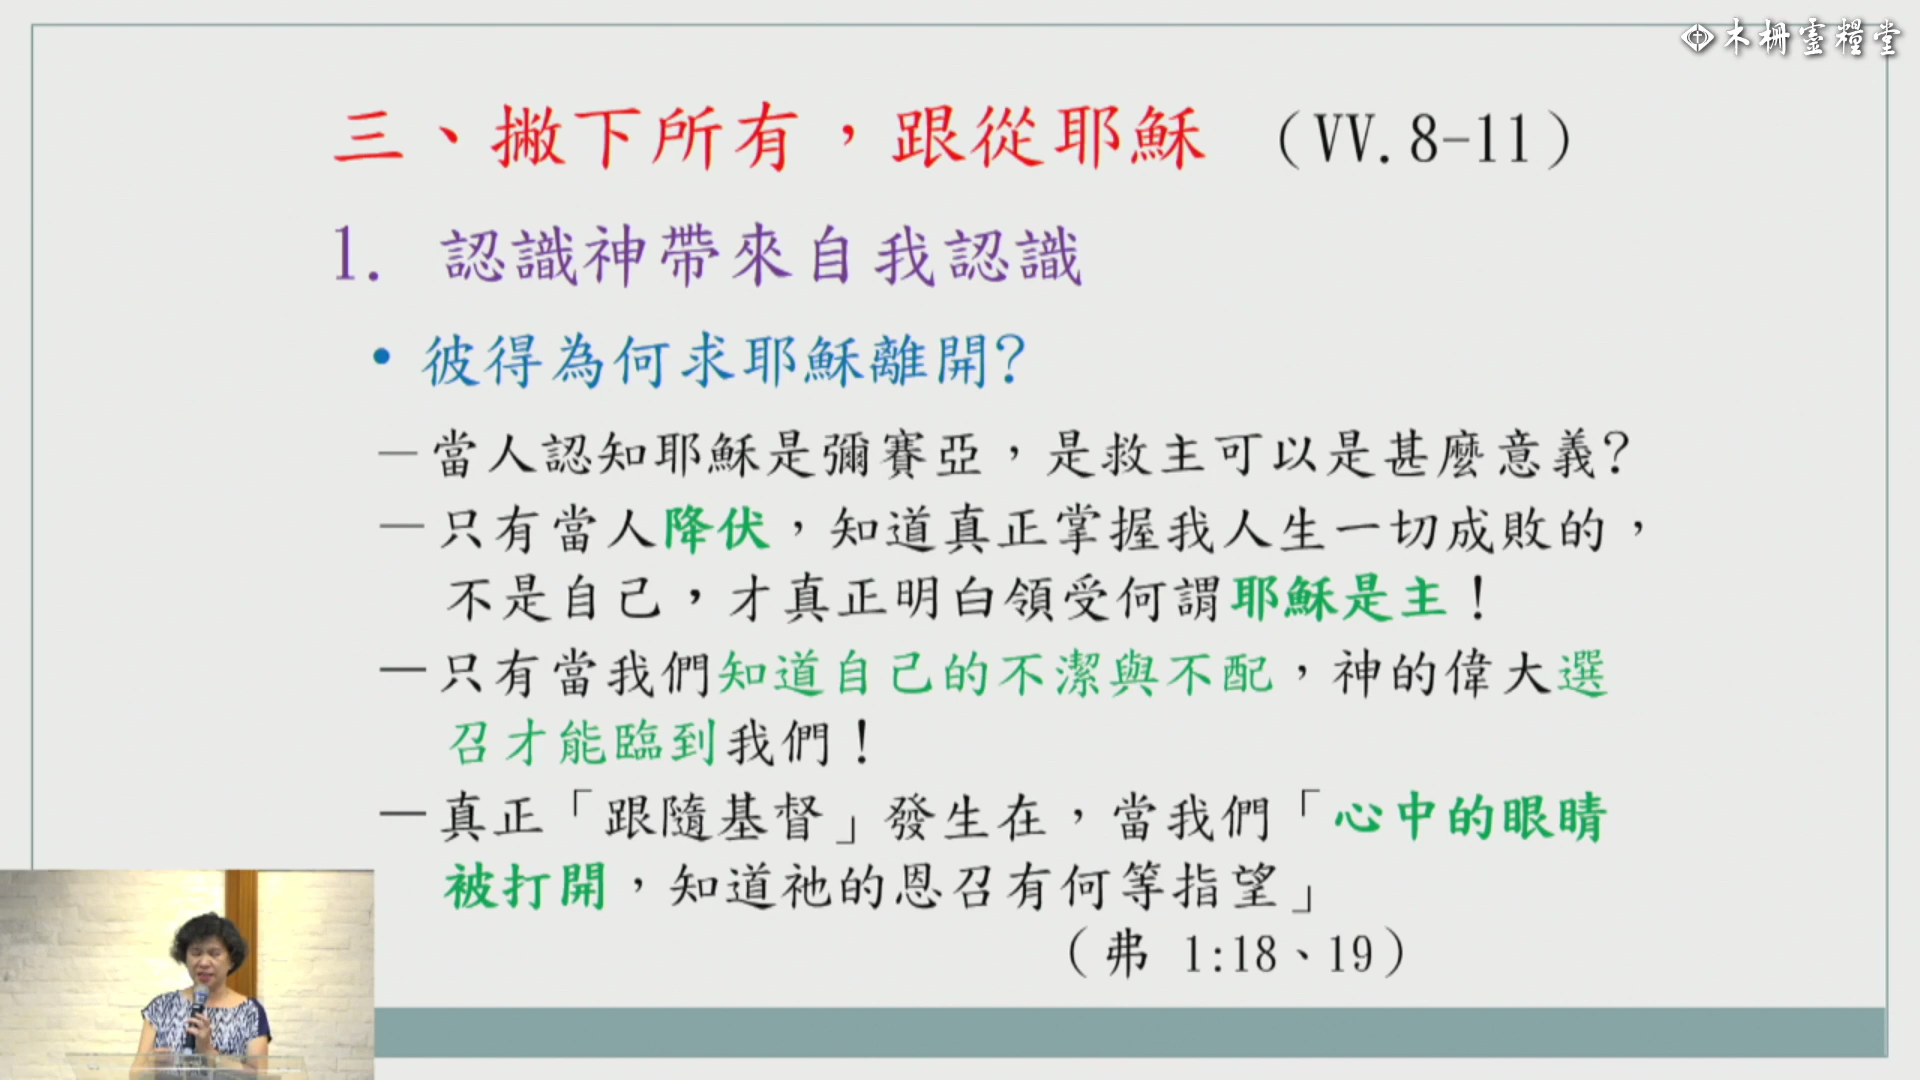 木柵靈糧堂
三、撇下所有，跟從耶穌 （VV.8-11）
1. 認識神帶來自我認識
• 彼得為何求耶穌離開?
—當人認知耶穌是彌賽亞，是救主可以是甚麼意義?
—只有當人降伏，知道真正掌握我人生一切成敗的，
不是自己，才真正明白領受何謂耶穌是主！
—只有當我們知道自己的不潔與不配，神的偉大選
召才能臨到我們！
—真正「跟隨基督」發生在，當我們「心中的眼睛
被打開，知道祂的恩召有何等指望」
（弗 1:18、19）